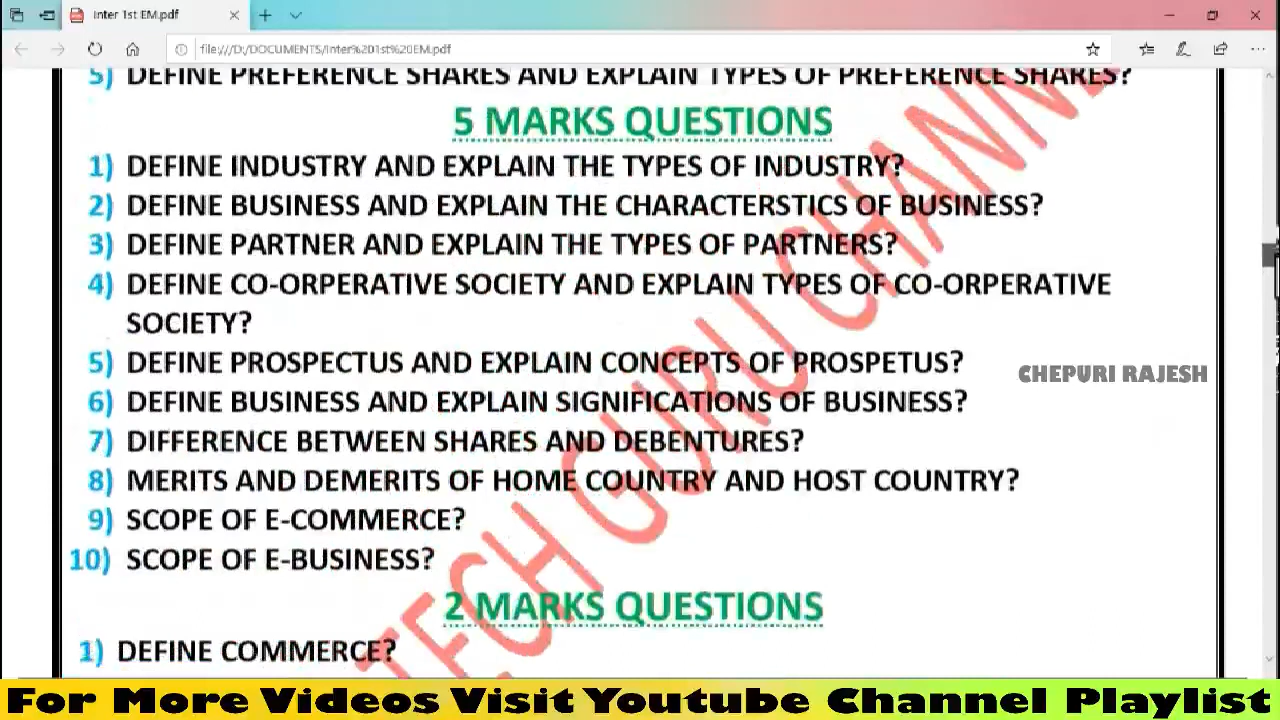 Inter 1st EM.pdf
file:///D:/DOCUMENTS/Inter%201st%20EM.pdf
5) DEFINE PREFERENCE SHARES AND EXPLAIN TYPES OF PREFERENCE SHARES?
5 MARKS QUESTIONS
1) DEFINE INDUSTRY AND EXPLAIN THE TYPES OF INDUSTRY?
2) DEFINE BUSINESS AND EXPLAIN THE CHARACTERSTICS OF BUSINESS?
3) DEFINE PARTNER AND EXPLAIN THE TYPES OF PARTNERS?
4) DEFINE CO-ORPERATIVE SOCIETY AND EXPLAIN TYPES OF CO-ORPERATIVE
SOCIETY?
5) DEFINE PROSPECTUS AND EXPLAIN CONCEPTS OF PROSPETUS?
CHEPURI RAJESH
6) DEFINE BUSINESS AND EXPLAIN SIGNIFICATIONS OF BUSINESS?
7) DIFFERENCE BETWEEN SHARES AND DEBENTURES?
8) MERITS AND DEMERITS OF HOME COUNTRY AND HOST COUNTRY?
9) SCOPE OF E-COMMERCE?
10) SCOPE OF E-BUSINESS?
2 MARKS QUESTIONS
1) DEFINE COMMERCE?
TECH GURU CHANNE
For More Videos Visit Youtube Channel Playlist